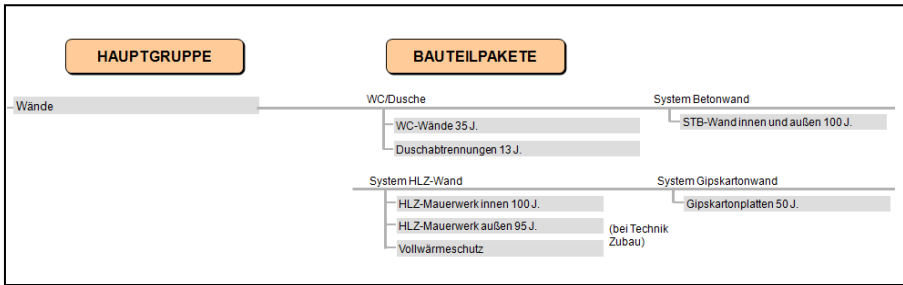 HAUPTGRUPPE
BAUTEILPAKETE
Wände
WC/Dusche
System Betonwand
WC-Wände 35 J.
STB-Wand innen und außen 100 J.
Duschabtrennungen 13 J.
System HLZ-Wand
System Gipskartonwand
HLZ-Mauerwerk innen 100 J.
Gipskartonplatten 50 J.
HLZ-Mauerwerk außen 95 J.
(bei Technik
Zubau)
Vollwärmeschutz